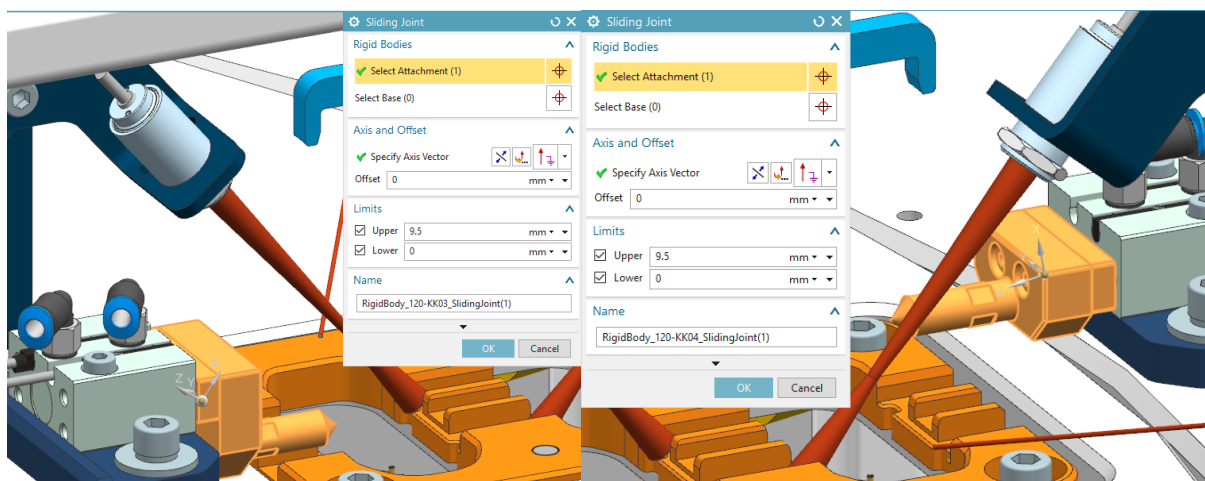 Sliding Joint
Rigid Bodies
Select Attachment (1)
Select Base (0)
Axis and Offset
Specify Axis Vector
Offset 0 mm
Limits
Upper 9.5 mm
Lower 0 mm
Name
RigidBody_120-KK03_SlidingJoint(1)
OK Cancel
Z Y X
Sliding Joint
Rigid Bodies
Select Attachment (1)
Select Base (0)
Axis and Offset
Specify Axis Vector
Offset 0 mm
Limits
Upper 9.5 mm
Lower 0 mm
Name
RigidBody_120-KK04_SlidingJoint(1)
OK Cancel
X
Z